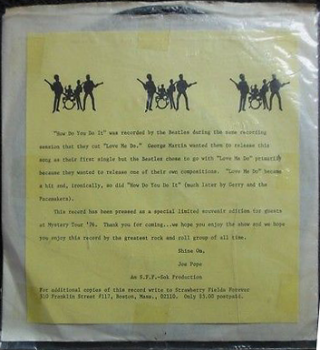 "How Do You Do It" was recorded by the Beatles during the same recording
session that they cut "Love Me Do." George Martin wanted them to release this
song as their first single but the Beatles chose to go with "Love Me Do" primarily
because they wanted to release one of their own compositions. "Love Me Do" became
a hit and, ironically, so did "How Do You Do It" (much later by Gerry and the
Pacemakers).
This record has been pressed as a special limited souvenir edition for guests
at Mystery Tour '76. Thank you for coming...we hope you enjoy the show and we hope
you enjoy this record by the greatest rock and roll group of all time.
Shine On,
Joe Pope
An S.F.F.-Gok Production
For additional copies of this record write to Strawberry Fields Forever
310 Franklin Street #117, Boston, Mass., 02110. Only $3.00 postpaid.